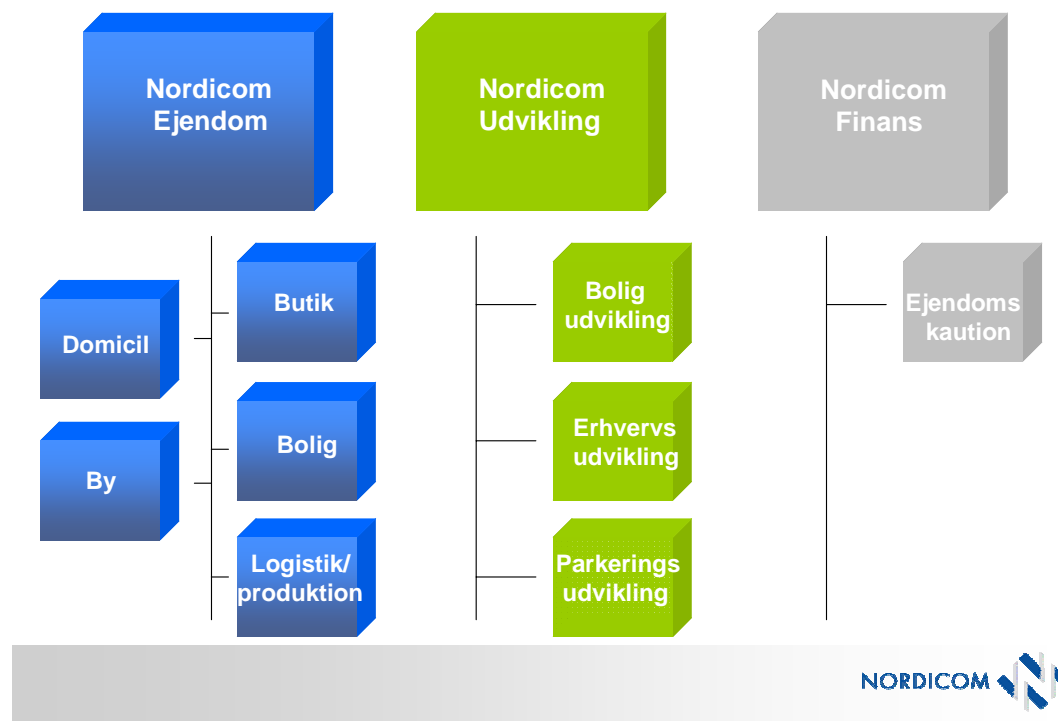 Nordicom
Ejendom
Nordicom
Udvikling
Nordicom
Finans
Domicil
By
Butik
Bolig
Logistik/
produktion
Bolig
udvikling
Erhvervs
udvikling
Parkerings
udvikling
Ejendoms
kaution
NORDICOM